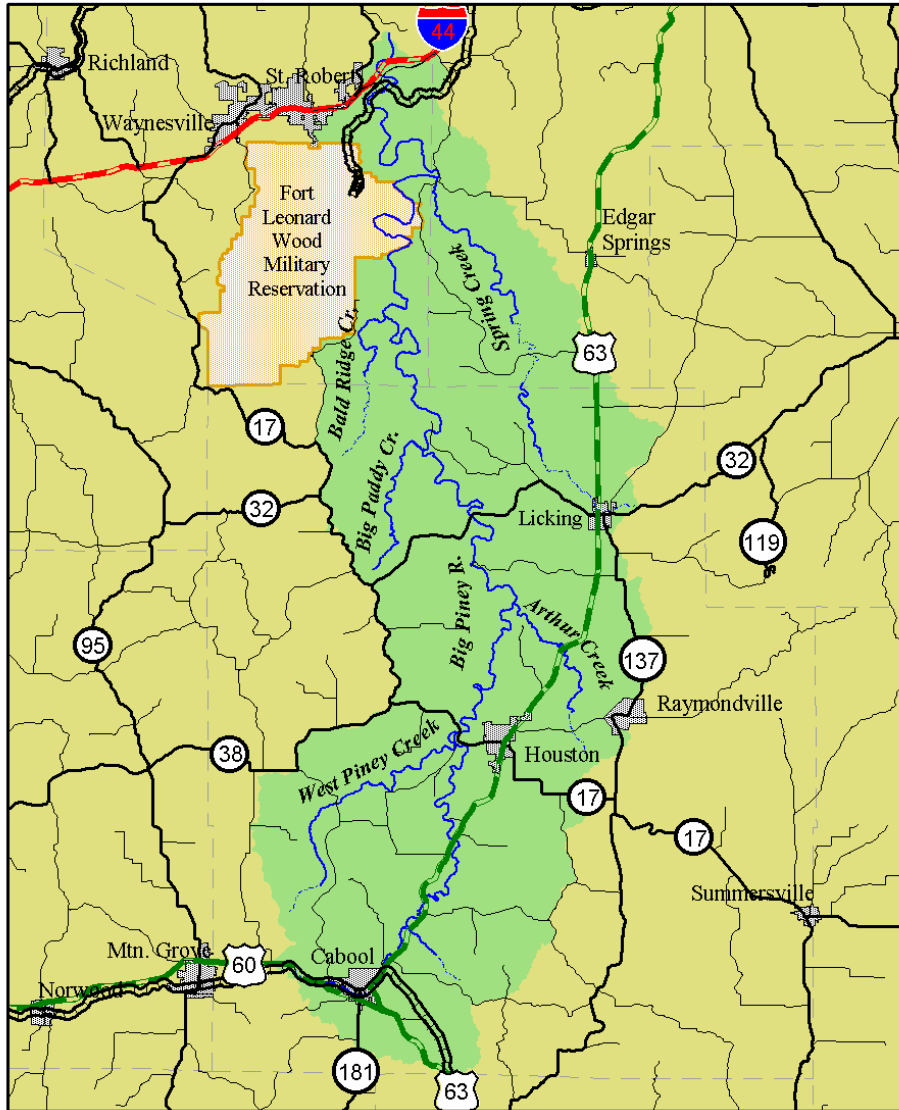 44
Richland
St. Robert
Waynesville
Fort
Leonard
Wood
Military
Reservation
Edgar
Springs
Spring Creek
63
Bald Ridge Cr.
17
Big Paddy Cr.
32
32
Licking
119
Big Piney R.
Arthur Creek
95
137
Raymondville
West Piney Creek
38
Houston
17
17
Summersville
Mtn. Grove
60
Cabool
Norwood
181
63